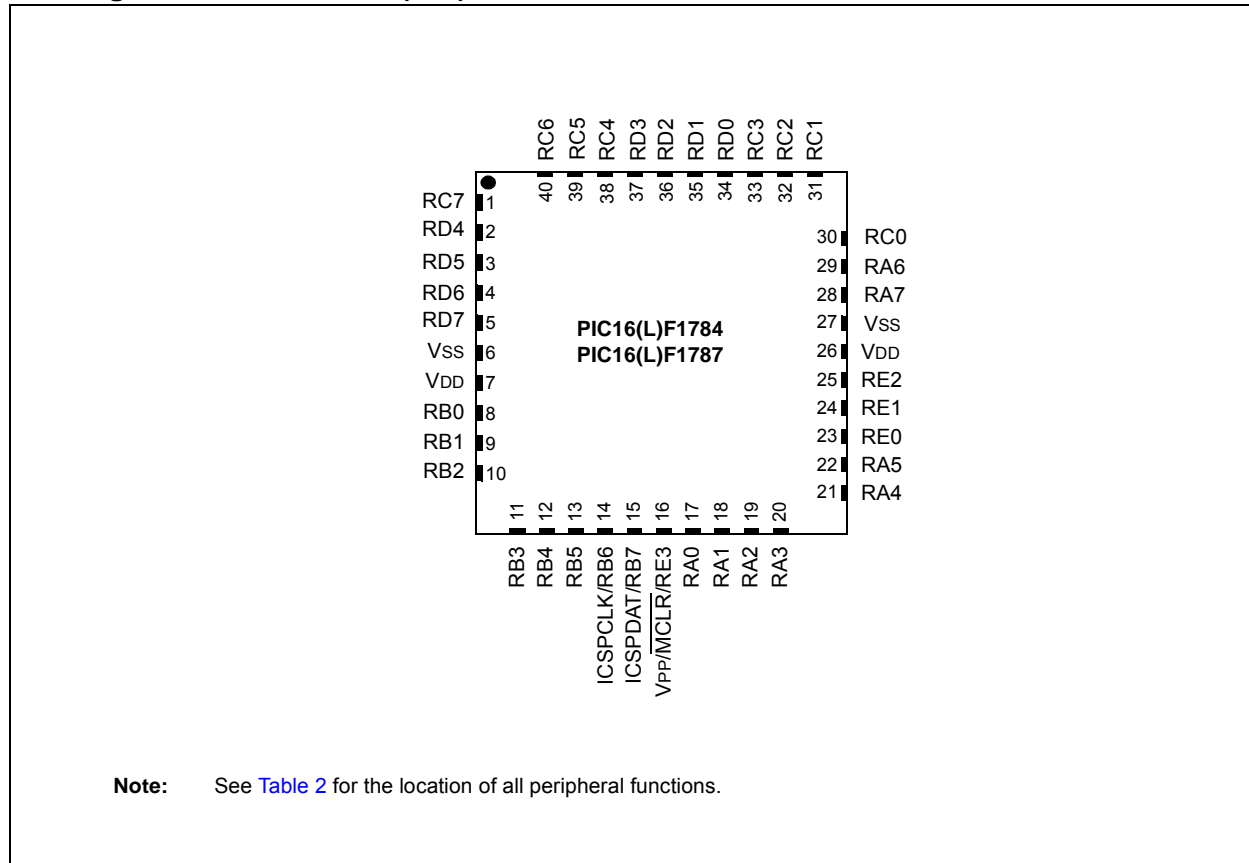 RC6
RC5
RC4
RD3
RD2
RD1
RD0
RC3
RC2
RC1
40
39
38
37
36
35
34
33
32
31
RC7 1
RD4 2
RD5 3
RD6 4
RD7 5
VSS 6
VDD 7
RB0 8
RB1 9
RB2 10
PIC16(L)F1784
PIC16(L)F1787
30 RC0
29 RA6
28 RA7
27 VSS
26 VDD
25 RE2
24 RE1
23 RE0
22 RA5
21 RA4
11
12
13
14
15
16
17
18
19
20
RB3
RB4
RB5
ICSPCLK/RB6
ICSPDAT/RB7
VPP/MCLR/RE3
RA0
RA1
RA2
RA3
Note: See Table 2 for the location of all peripheral functions.